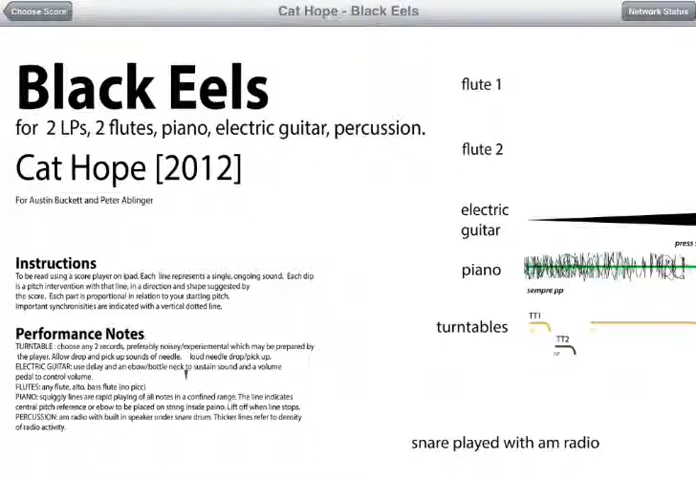 Choose Score
Cat Hope - Black Eels
Network Status
Black Eels
for 2 LPs, 2 flutes, piano, electric guitar, percussion.
Cat Hope [2012]
For Austin Buckett and Peter Ablinger
Instructions
To be read using a score player on ipad. Each line represents a single, ongoing sound. Each dip
is a pitch intervention with that line, in a direction and shape suggested by
the score. Each part is proportional in relation to your starting pitch.
Important synchronisities are indicated with a vertical dotted line.
Performance Notes
TURNTABLE : choose any 2 records, preferably noisey/experiemental which may be prepared by
the player. Allow drop and pick up sounds of needle. loud needle drop/pick up.
ELECTRIC GUITAR: use delay and an ebow/bottle neck to sustain sound and a volume
pedal to control volume.
FLUTES: any flute, alto, bass flute (no picc)
PIANO: squiggly lines are rapid playing of all notes in a confined range. The line indicates
central pitch reference or ebow to be placed on string inside paino. Lift off when line stops.
PERCUSSION: am radio with built in speaker under snare drum. Thicker lines refer to density
of radio activity.
flute 1
flute 2
electric
guitar
press
piano
sempre pp
turntables
TT1
TT2
snare played with am radio